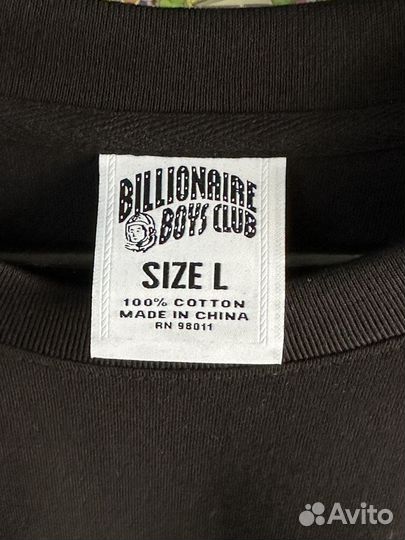 BILLIONAIRE
BOYS CLUB
SIZE L
100% COTTON
MADE IN CHINA
RN 98011
Avito